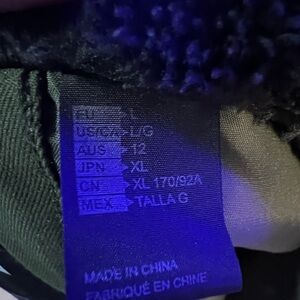 EU L
US/CA L/G
AUS 12
JPN XL
CN XL 170/92A
MEX TALLA G
MADE IN CHINA
FABRIQUÉ EN CHINE